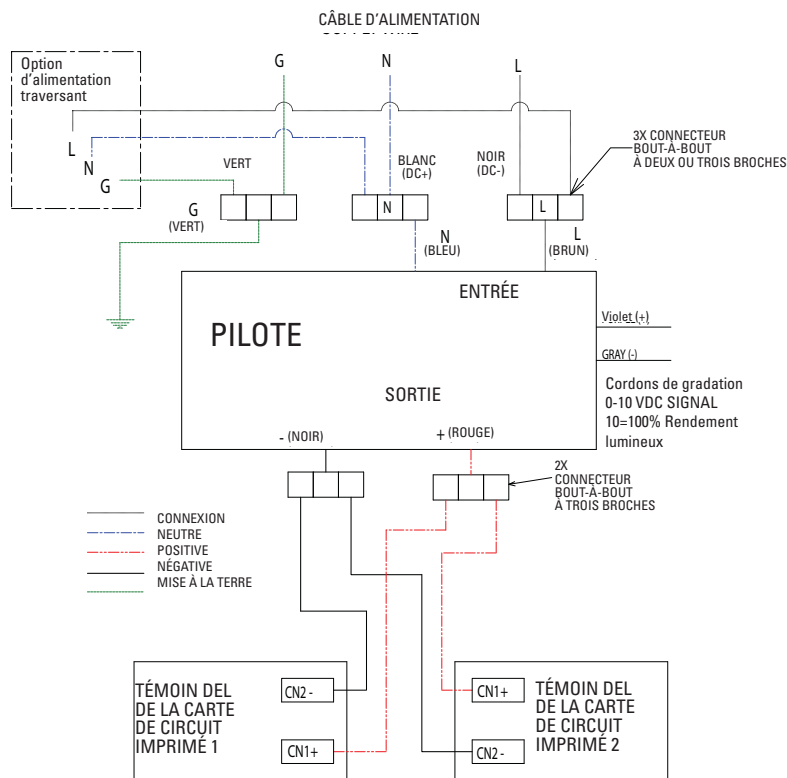 CÂBLE D'ALIMENTATION
G
N
L
Option
d'alimentation
traversant
L
N
G
VERT
BLANC
(DC+)
NOIR
(DC-)
3X CONNECTEUR
BOUT-À-BOUT
À DEUX OU TROIS BROCHES
N
L
G
(VERT)
N
(BLEU)
L
(BRUN)
ENTRÉE
PILOTE
Violet (+)
GRAY (-)
SORTIE
Cordons de gradation
0-10 VDC SIGNAL
10=100% Rendement
lumineux
- (NOIR)
+ (ROUGE)
2X
CONNECTEUR
BOUT-À-BOUT
À TROIS BROCHES
CONNEXION
NEUTRE
POSITIVE
NÉGATIVE
MISE À LA TERRE
TÉMOIN DEL
DE LA CARTE
DE CIRCUIT
IMPRIMÉ 1
CN2 -
CN1+
CN1+
CN2 -
TÉMOIN DEL
DE LA CARTE
DE CIRCUIT
IMPRIMÉ 2